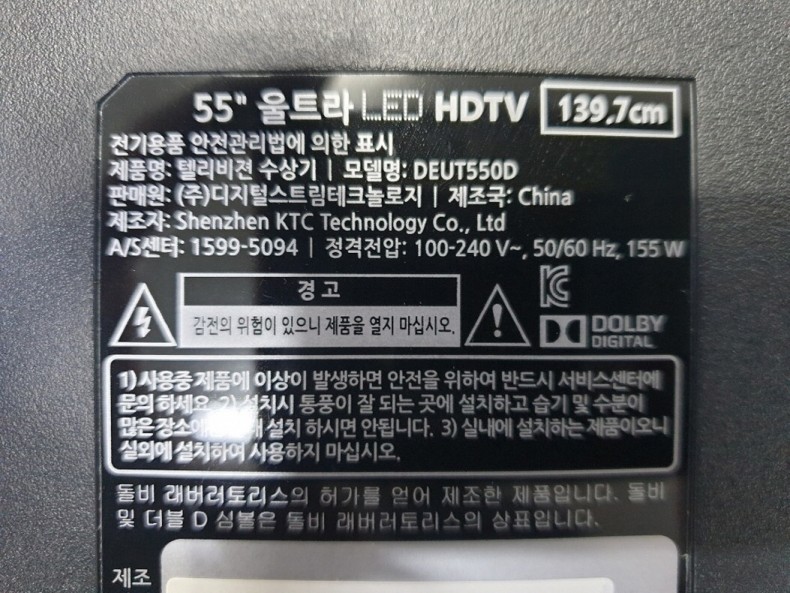 55" 울트라 LED HDTV 139.7cm
전기용품 안전관리법에 의한 표시
제품명: 텔리비젼 수상기 | 모델명: DEUT550D
판매원: (주)디지털스트림테크놀로지 | 제조국: China
제조자: Shenzhen KTC Technology Co., Ltd
A/S센터: 1599-5094 | 정격전압: 100-240 V~, 50/60 Hz, 155 W
경 고
감전의 위험이 있으니 제품을 열지 마십시오.
DOLBY
DIGITAL
1) 사용중 제품에 이상이 발생하면 안전을 위하여 반드시 서비스센터에
문의 하세요. 2) 설치시 통풍이 잘 되는 곳에 설치하고 습기 및 수분이
많은 장소에 설치 하시면 안됩니다. 3) 실내에 설치하는 제품이오니
실외에 설치하여 사용하지 마십시오.
돌비 래버러토리스의 허가를 얻어 제조한 제품입니다. 돌비
및 더블 D 심볼은 돌비 래버러토리스의 상표입니다.
제조